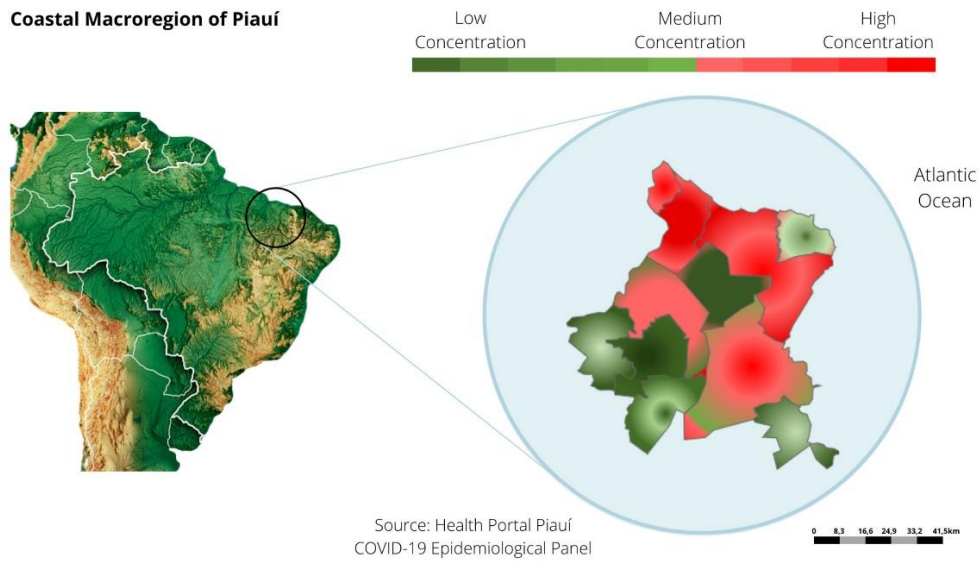 Coastal Macroregion of Piauí
Low
Concentration
Medium
Concentration
High
Concentration
Atlantic
Ocean
Source: Health Portal Piauí
COVID-19 Epidemiological Panel
0 8,3 16,6 24,9 33,2 41,5km